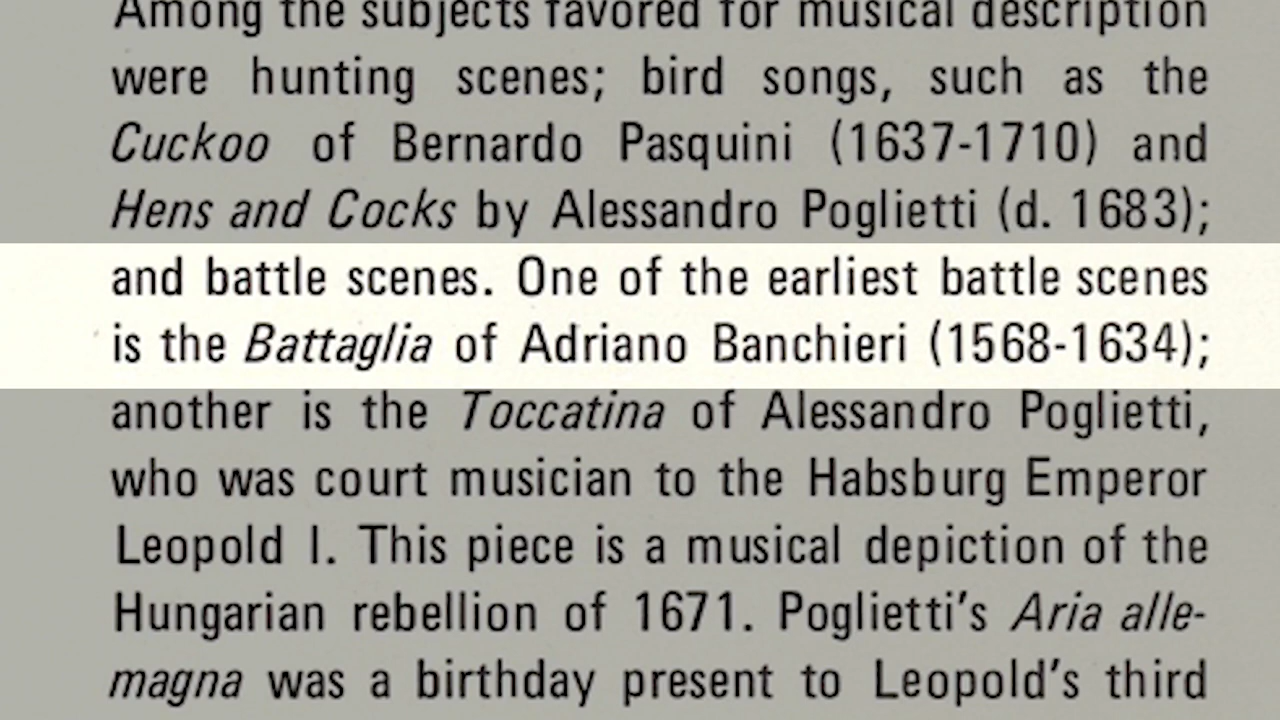 Among the subjects favored for musical description
were hunting scenes; bird songs, such as the
Cuckoo of Bernardo Pasquini (1637-1710) and
Hens and Cocks by Alessandro Poglietti (d. 1683);
and battle scenes. One of the earliest battle scenes
is the Battaglia of Adriano Banchieri (1568-1634);
another is the Toccatina of Alessandro Poglietti,
who was court musician to the Habsburg Emperor
Leopold I. This piece is a musical depiction of the
Hungarian rebellion of 1671. Poglietti's Aria alle-
magna was a birthday present to Leopold's third